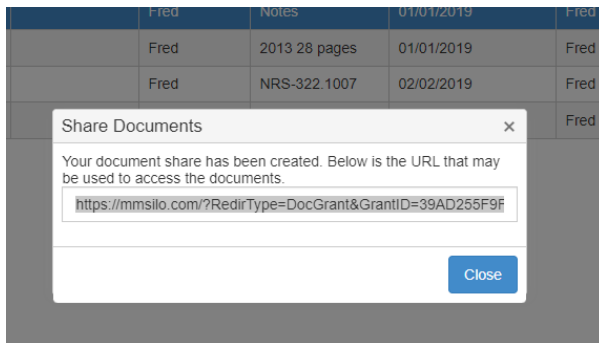 Fred Notes 01/01/2019 Fred
Fred 2013 28 pages 01/01/2019 Fred
Fred NRS-322.1007 02/02/2019 Fred
Fred
Share Documents ×
Your document share has been created. Below is the URL that may
be used to access the documents.
https://mmsilo.com/?RedirType=DocGrant&GrantID=39AD255F9F
Close